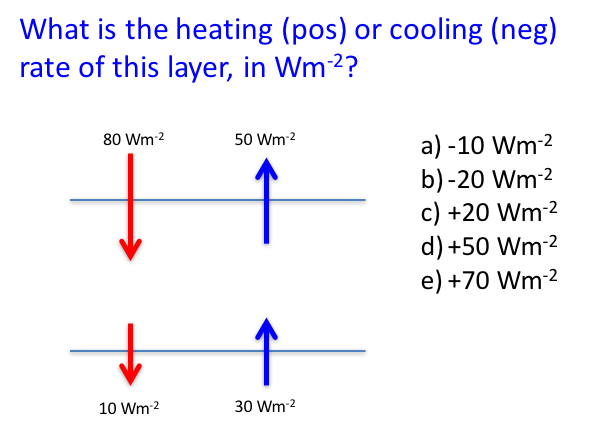 What is the heating (pos) or cooling (neg)
rate of this layer, in Wm-2?
80 Wm-2
50 Wm-2
a) -10 Wm-2
b) -20 Wm-2
c) +20 Wm-2
d) +50 Wm-2
e) +70 Wm-2
10 Wm-2
30 Wm-2